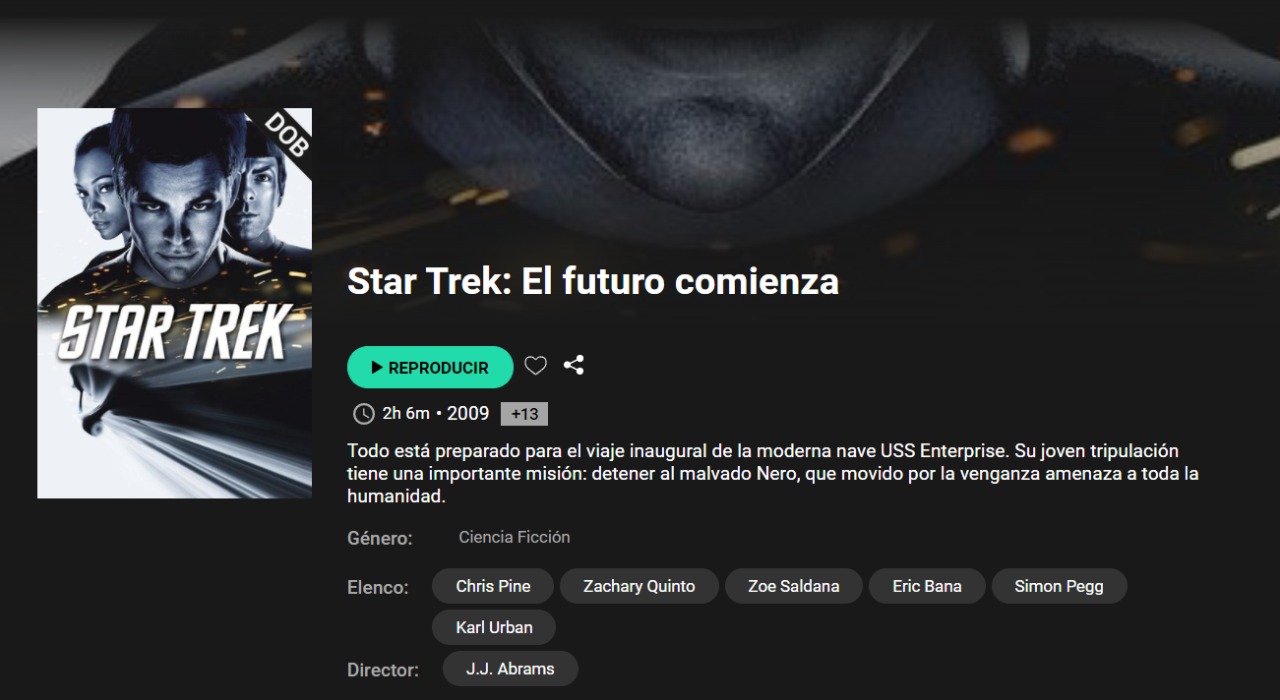 DOB
STAR TREK
Star Trek: El futuro comienza
REPRODUCIR
2h 6m • 2009 +13
Todo está preparado para el viaje inaugural de la moderna nave USS Enterprise. Su joven tripulación
tiene una importante misión: detener al malvado Nero, que movido por la venganza amenaza a toda la
humanidad.
Género: Ciencia Ficción
Elenco: Chris Pine Zachary Quinto Zoe Saldana Eric Bana Simon Pegg
Karl Urban
Director: J.J. Abrams